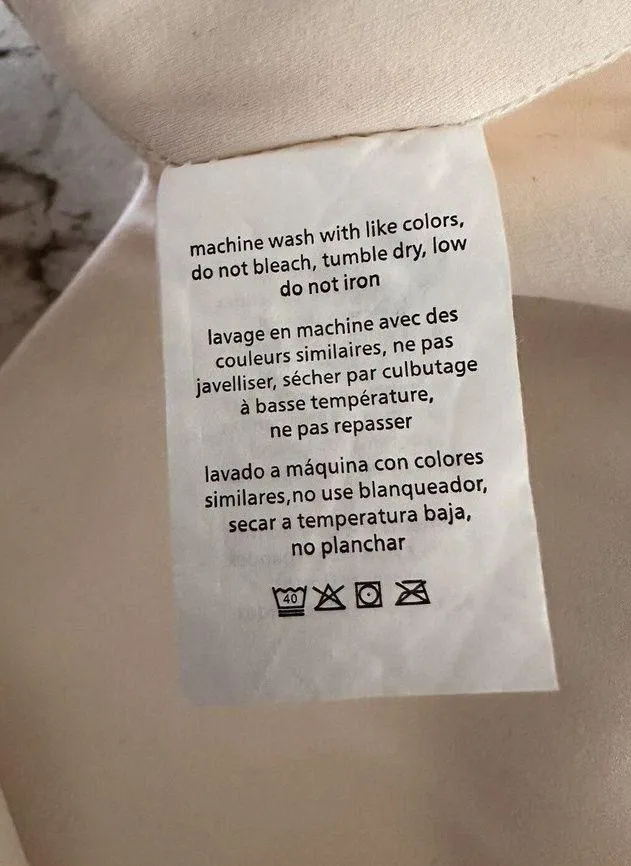 machine wash with like colors,
do not bleach, tumble dry, low
do not iron
lavage en machine avec des
couleurs similaires, ne pas
javelliser, sécher par culbutage
à basse température,
ne pas repasser
lavado a máquina con colores
similares,no use blanqueador,
secar a temperatura baja,
no planchar
40